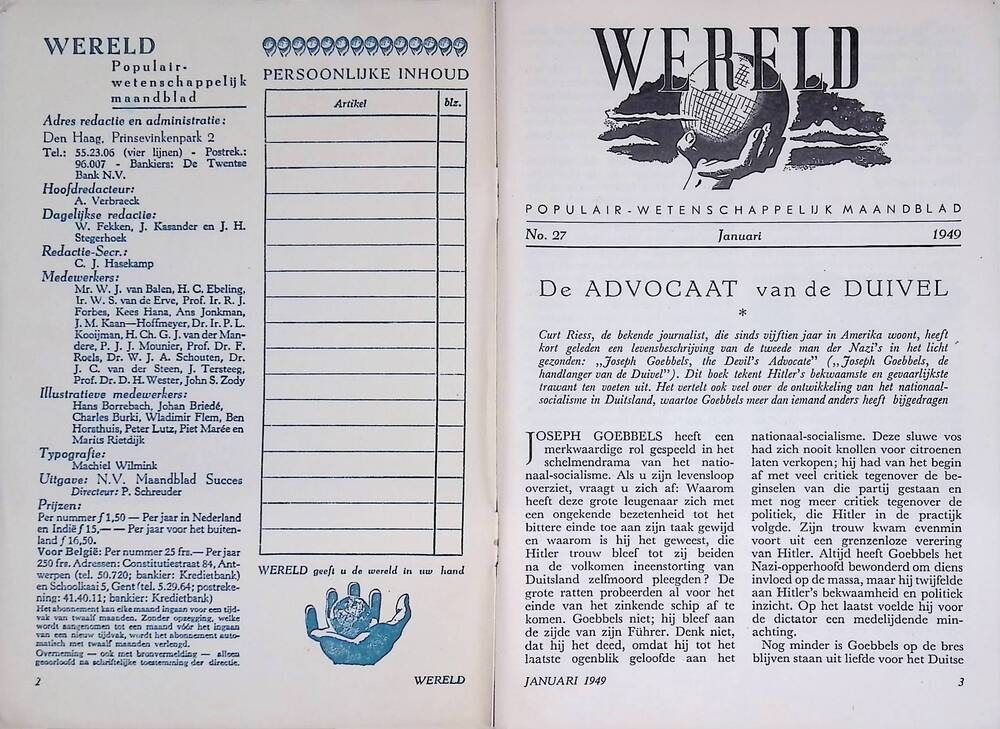 WERELD
Populair-
wetenschappelijk
maandblad
Adres redactie en administratie:
Den Haag, Prinsevinkenpark 2
Tel.: 55.23.06 (vier lijnen) - Postrek.:
96.007 - Bankiers: De Twentse
Bank N.V.
Hoofdredacteur:
A. Verbraeck
Dagelijkse redactie:
W. Fekken, J. Kasander en J. H.
Stegerhoek
Redactie-Secr.:
C. J. Hasekamp
Medewerkers:
Mr. W. J. van Balen, H. C. Ebeling,
Ir. W. S. van de Erve, Prof. Ir. R. J.
Forbes, Kees Hana, Ans Jonkman,
J. M. Kaan—Hoffmeyer, Dr. Ir. P. L.
Kooijman, H. Ch. G. J. van der Man-
dere, P. J. J. Mounier, Prof. Dr. F.
Roels, Dr. W. J. A. Schouten, Dr.
J. C. van der Steen, J. Tersteeg,
Prof. Dr. D. H. Wester, John S. Zody
Illustratieve medewerkers:
Hans Borrebach, Johan Briedé,
Charles Burki, Wladimir Flem, Ben
Horsthuis, Peter Lutz, Piet Marée en
Marius Rietdijk
Typografie:
Machiel Wilmink
Uitgave: N.V. Maandblad Succes
Directeur: P. Schreuder
Prijzen:
Per nummer f 1,50 — Per jaar in Nederland
en Indië f 15,— — Per jaar voor het buiten-
land f 16,50.
Voor België: Per nummer 25 frs.— Per jaar
250 frs. Adressen: Constitutiestraat 84, Ant-
werpen (tel. 50.720; bankier: Kredietbank)
en Schoolkaai 5, Gent (tel. 5.29.64; postreke-
ning: 41.40.11; bankier: Kredietbank)
Het abonnement kan elke maand ingaan voor een tijd-
vak van twaalf maanden. Zonder opzegging, welke
wordt aangenomen tot een maand vóór het ingaan
van een nieuw tijdvak, wordt het abonnement auto-
matisch met twaalf maanden verlengd.
Overneming — ook met bronvermelding — alleen
geoorloofd na schriftelijke toestemming der directie.
2
PERSOONLIJKE INHOUD
Artikel blz.
WERELD geeft u de wereld in uw hand
WERELD
WERELD
POPULAIR-WETENSCHAPPELIJK MAANDBLAD
No. 27 Januari 1949
De ADVOCAAT van de DUIVEL
*
Curt Riess, de bekende journalist, die sinds vijftien jaar in Amerika woont, heeft
kort geleden een levensbeschrijving van de tweede man der Nazi's in het licht
gezonden: „Joseph Goebbels, the Devil's Advocate" („Joseph Goebbels, de
handlanger van de Duivel"). Dit boek tekent Hitler's bekwaamste en gevaarlijkste
trawant ten voeten uit. Het vertelt ook veel over de ontwikkeling van het nationaal-
socialisme in Duitsland, waartoe Goebbels meer dan iemand anders heeft bijgedragen
JOSEPH GOEBBELS heeft een
merkwaardige rol gespeeld in het
schelmendrama van het natio-
naal-socialisme. Als u zijn levensloop
overziet, vraagt u zich af: Waarom
heeft deze grote leugenaar zich met
een ongekende bezetenheid tot het
bittere einde toe aan zijn taak gewijd
en waarom is hij het geweest, die
Hitler trouw bleef tot zij beiden
na de volkomen ineenstorting van
Duitsland zelfmoord pleegden? De
grote ratten probeerden al voor het
einde van het zinkende schip af te
komen. Goebbels niet; hij bleef aan
de zijde van zijn Führer. Denk niet,
dat hij het deed, omdat hij tot het
laatste ogenblik geloofde aan het
nationaal-socialisme. Deze sluwe vos
had zich nooit knollen voor citroenen
laten verkopen; hij had van het begin
af met veel critiek tegenover de be-
ginselen van die partij gestaan en
met nog meer critiek tegenover de
politiek, die Hitler in de practijk
volgde. Zijn trouw kwam evenmin
voort uit een grenzenloze verering
van Hitler. Altijd heeft Goebbels het
Nazi-opperhoofd bewonderd om diens
invloed op de massa, maar hij twijfelde
aan Hitler's bekwaamheid en politiek
inzicht. Op het laatst voelde hij voor
de dictator een medelijdende min-
achting.
Nog minder is Goebbels op de bres
blijven staan uit liefde voor het Duitse
JANUARI 1949
3